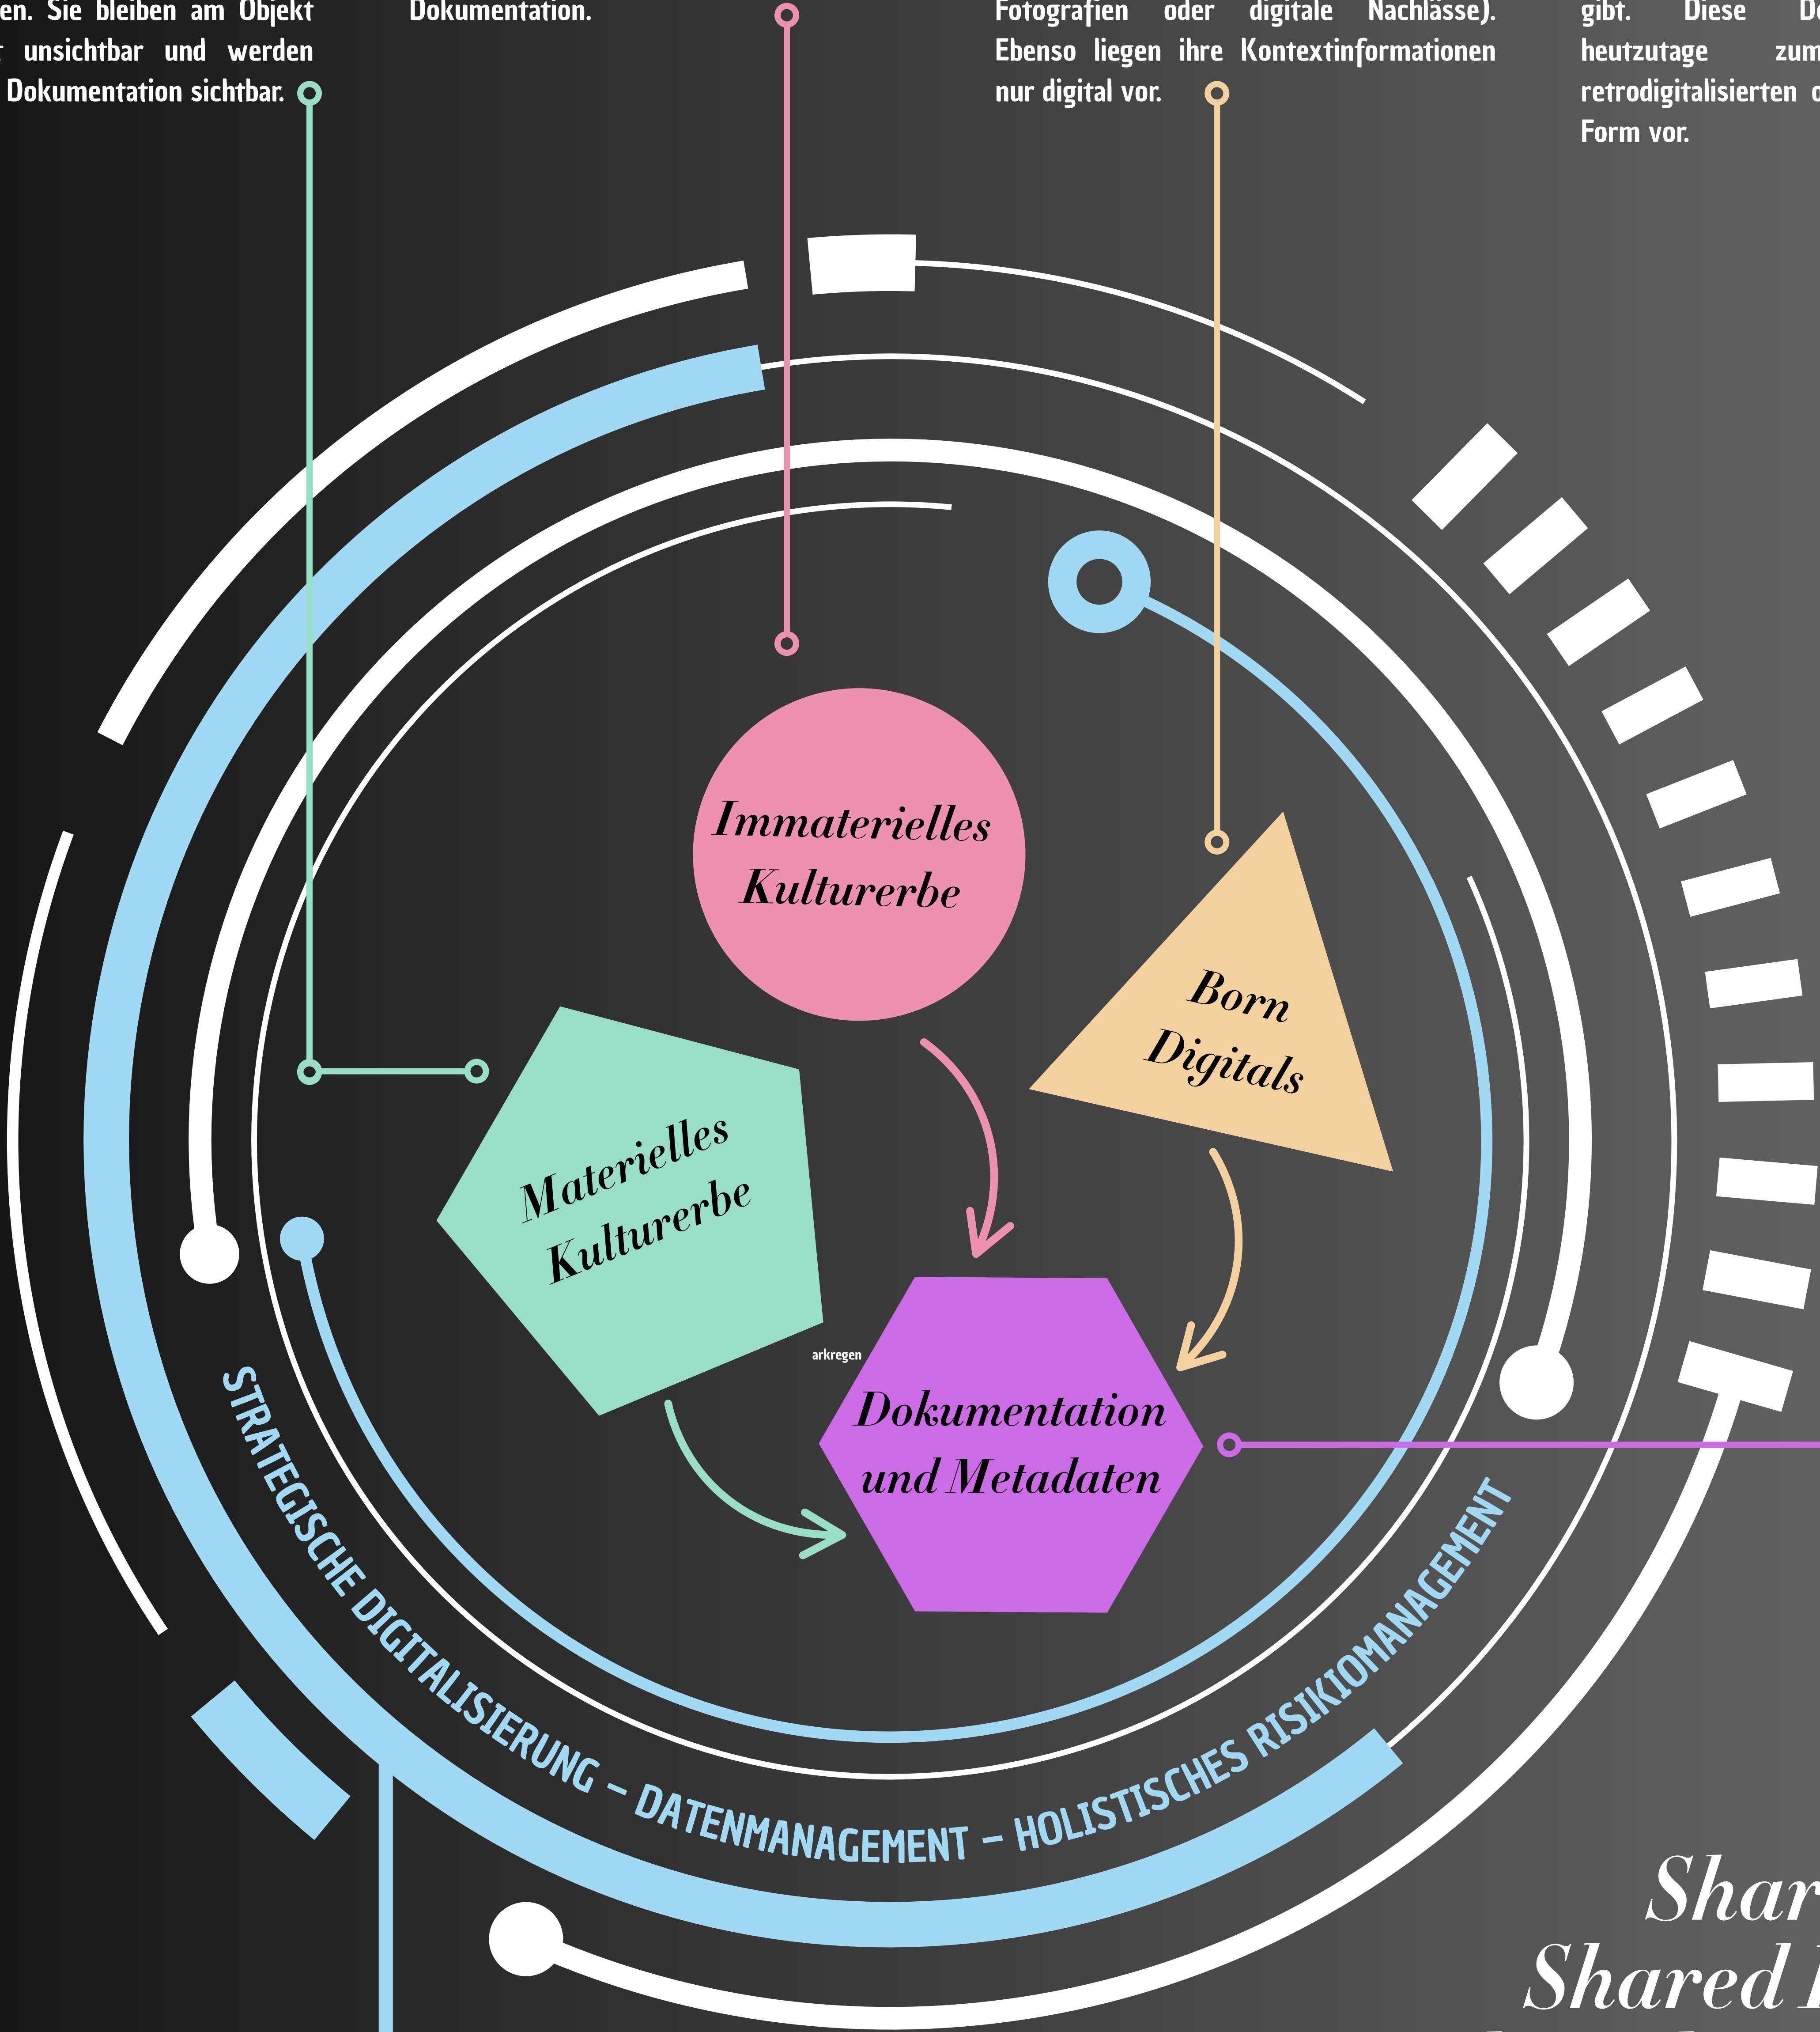 en. Sie bleiben am Objekt
unsichtbar und werden
Dokumentation sichtbar.
Dokumentation.
Fotografien oder digitale Nachlässe).
Ebenso liegen ihre Kontextinformationen
nur digital vor.
gibt. Diese D
heutzutage zum
retrodigitalisierten o
Form vor.
Immaterielles
Kulturerbe
Born
Digitals
Materielles
Kulturerbe
arkregen
Dokumentation
und Metadaten
STRATEGISCHE DIGITALISIERUNG – DATENMANAGEMENT – HOLISTISCHES RISIKIOMANAGEMENT
Shar
Shared